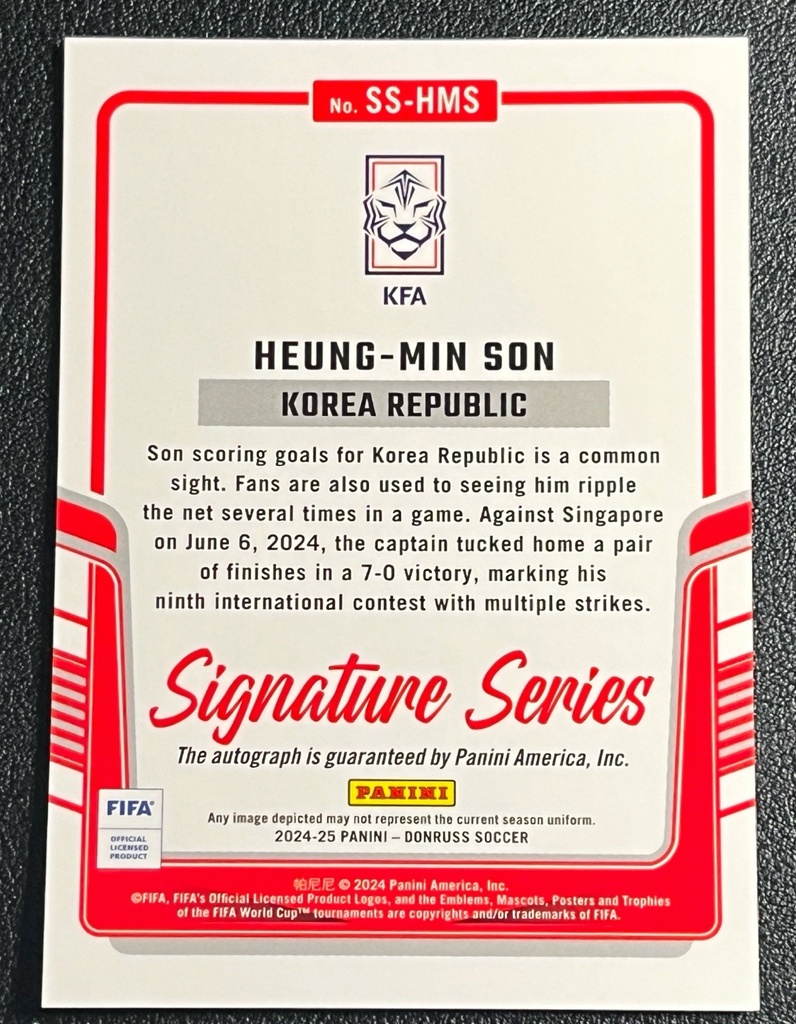 No. SS-HMS
KFA
HEUNG-MIN SON
KOREA REPUBLIC
Son scoring goals for Korea Republic is a common
sight. Fans are also used to seeing him ripple
the net several times in a game. Against Singapore
on June 6, 2024, the captain tucked home a pair
of finishes in a 7-0 victory, marking his
ninth international contest with multiple strikes.
Signature Series
The autograph is guaranteed by Panini America, Inc.
PANINI
Any image depicted may not represent the current season uniform.
2024-25 PANINI – DONRUSS SOCCER
FIFA®
OFFICIAL
LICENSED
PRODUCT
帕尼尼 © 2024 Panini America, Inc.
©FIFA, FIFA's Official Licensed Product Logos, and the Emblems, Mascots, Posters and Trophies
of the FIFA World Cup™ tournaments are copyrights and/or trademarks of FIFA.